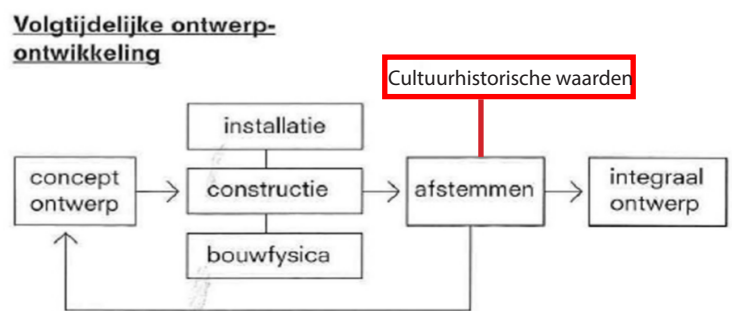 Volgtijdelijke ontwerp-
ontwikkeling
Cultuurhistorische waarden
installatie
concept
ontwerp
constructie
afstemmen
integraal
ontwerp
bouwfysica